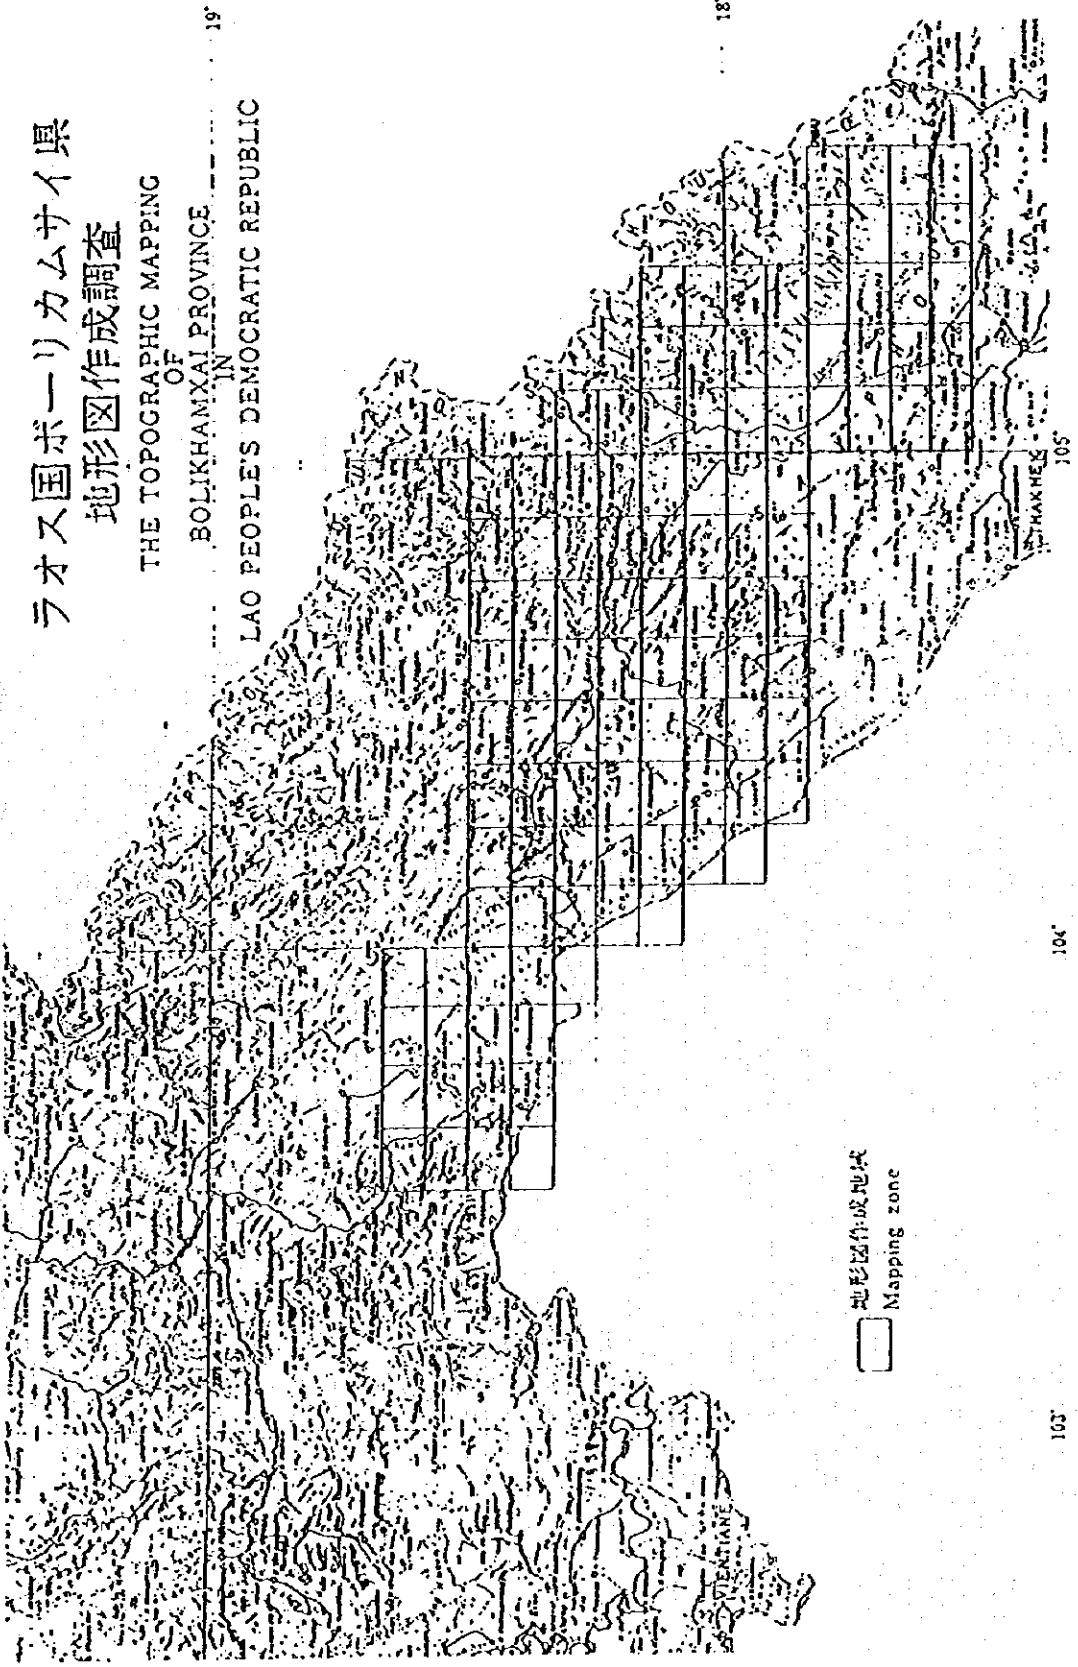 ラオス国ボーリカムサイ県
地形図作成調査
THE TOPOGRAPHIC MAPPING
OF
BOLIKHAMXAI PROVINCE
IN
LAO PEOPLE'S DEMOCRATIC REPUBLIC
19°
18°
THAKHEK
VIENTIANE
地形図作成地域
Mapping zone
103°
104°
105°